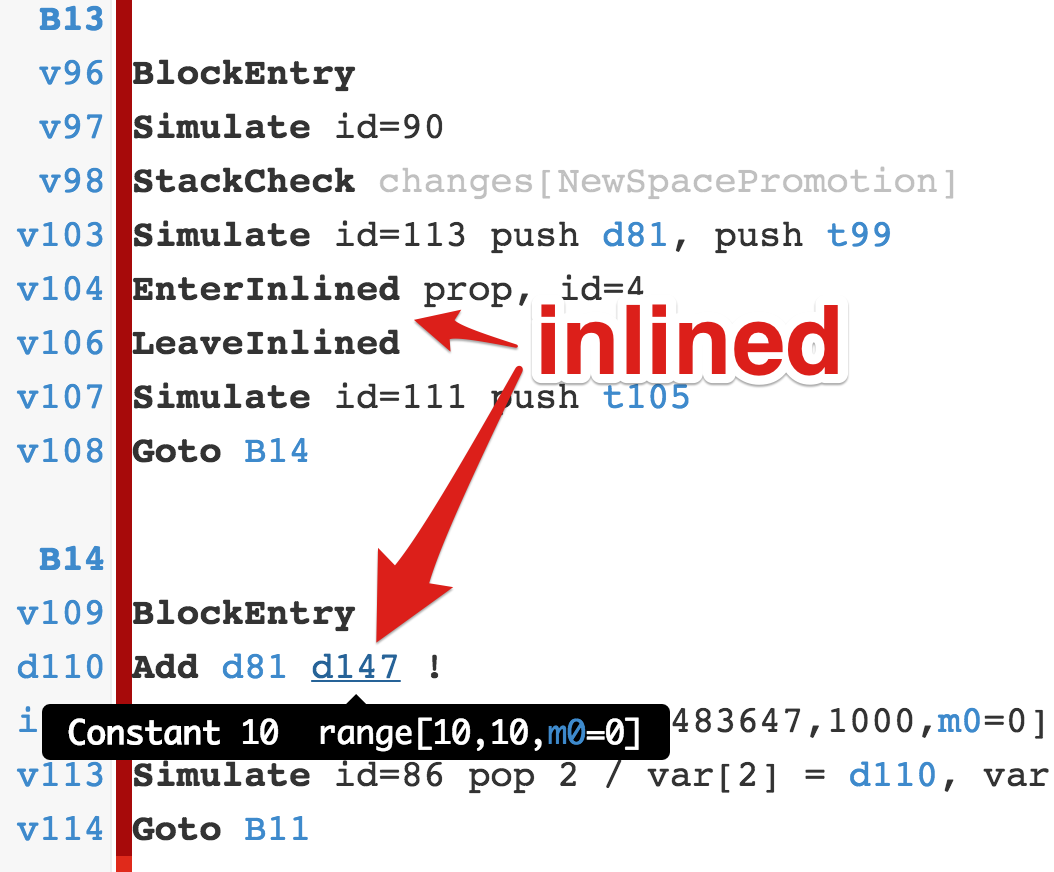 B13
v96 BlockEntry
v97 Simulate id=90
v98 StackCheck changes[NewSpacePromotion]
v103 Simulate id=113 push d81, push t99
v104 EnterInlined prop, id=4
inlined
v106 LeaveInlined
v107 Simulate id=111 push t105
v108 Goto B14
B14
v109 BlockEntry
d110 Add d81 d147 !
i
Constant 10 range[10,10,m0=0]
483647,1000,m0=0]
v113 Simulate id=86 pop 2 / var[2] = d110, var
v114 Goto B11